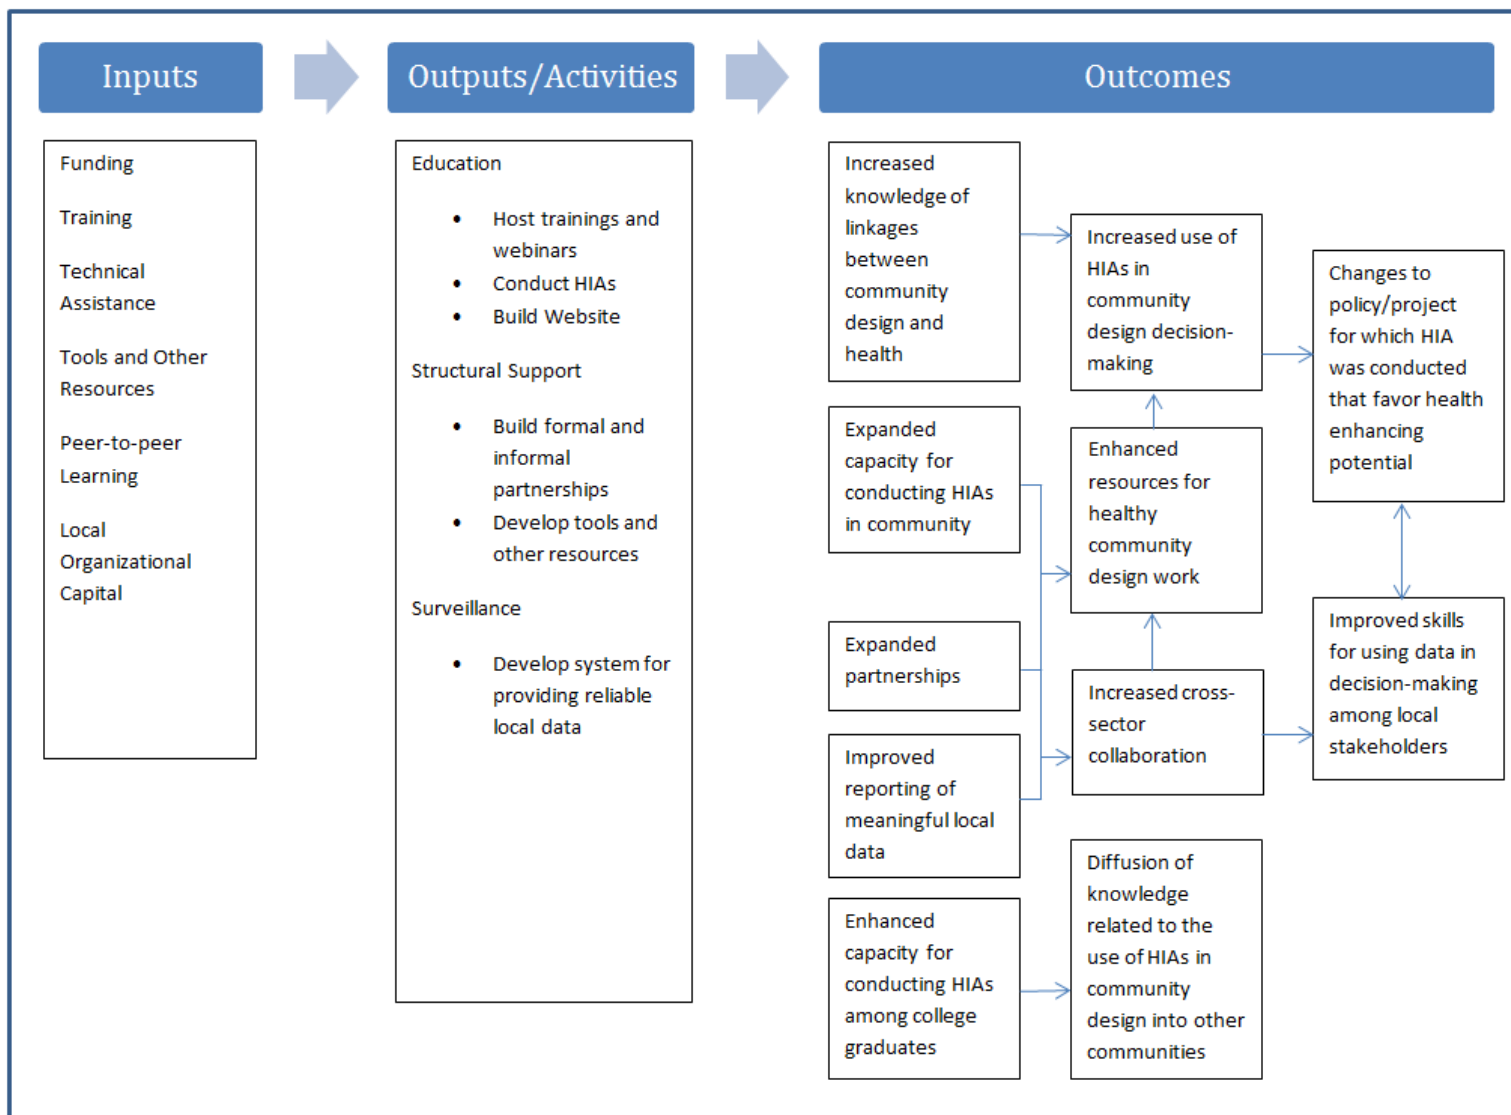 Inputs
Outputs/Activities
Outcomes
Funding
Training
Technical
Assistance
Tools and Other
Resources
Peer-to-peer
Learning
Local
Organizational
Capital
Education
• Host trainings and
webinars
• Conduct HIAs
• Build Website
Structural Support
• Build formal and
informal
partnerships
• Develop tools and
other resources
Surveillance
• Develop system for
providing reliable
local data
Increased
knowledge of
linkages
between
community
design and
health
Expanded
capacity for
conducting HIAs
in community
Expanded
partnerships
Improved
reporting of
meaningful local
data
Enhanced
capacity for
conducting HIAs
among college
graduates
Increased use of
HIAs in
community
design decision-
making
Enhanced
resources for
healthy
community
design work
Increased cross-
sector
collaboration
Diffusion of
knowledge
related to the
use of HIAs in
community
design into other
communities
Changes to
policy/project
for which HIA
was conducted
that favor health
enhancing
potential
Improved skills
for using data in
decision-making
among local
stakeholders